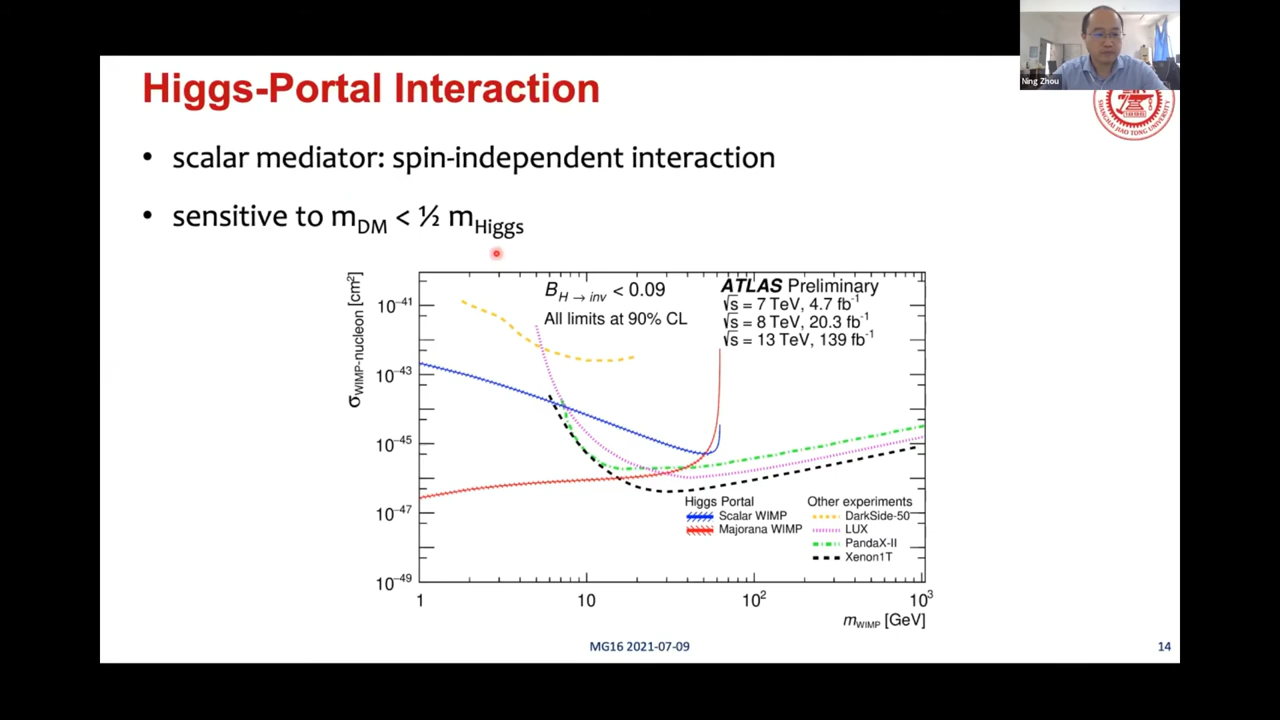 Ning Zhou
SHANGHAI JIAO TONG UNIVERSITY
Higgs-Portal Interaction
• scalar mediator: spin-independent interaction
• sensitive to mDM < ½ mHiggs
σWIMP-nucleon [cm²]
10⁻⁴¹
10⁻⁴³
10⁻⁴⁵
10⁻⁴⁷
10⁻⁴⁹
BH → inv < 0.09
All limits at 90% CL
ATLAS Preliminary
√s = 7 TeV, 4.7 fb⁻¹
√s = 8 TeV, 20.3 fb⁻¹
√s = 13 TeV, 139 fb⁻¹
Higgs Portal
Scalar WIMP
Majorana WIMP
Other experiments
DarkSide-50
LUX
PandaX-II
Xenon1T
1 10 10² 10³
mWIMP [GeV]
MG16 2021-07-09
14